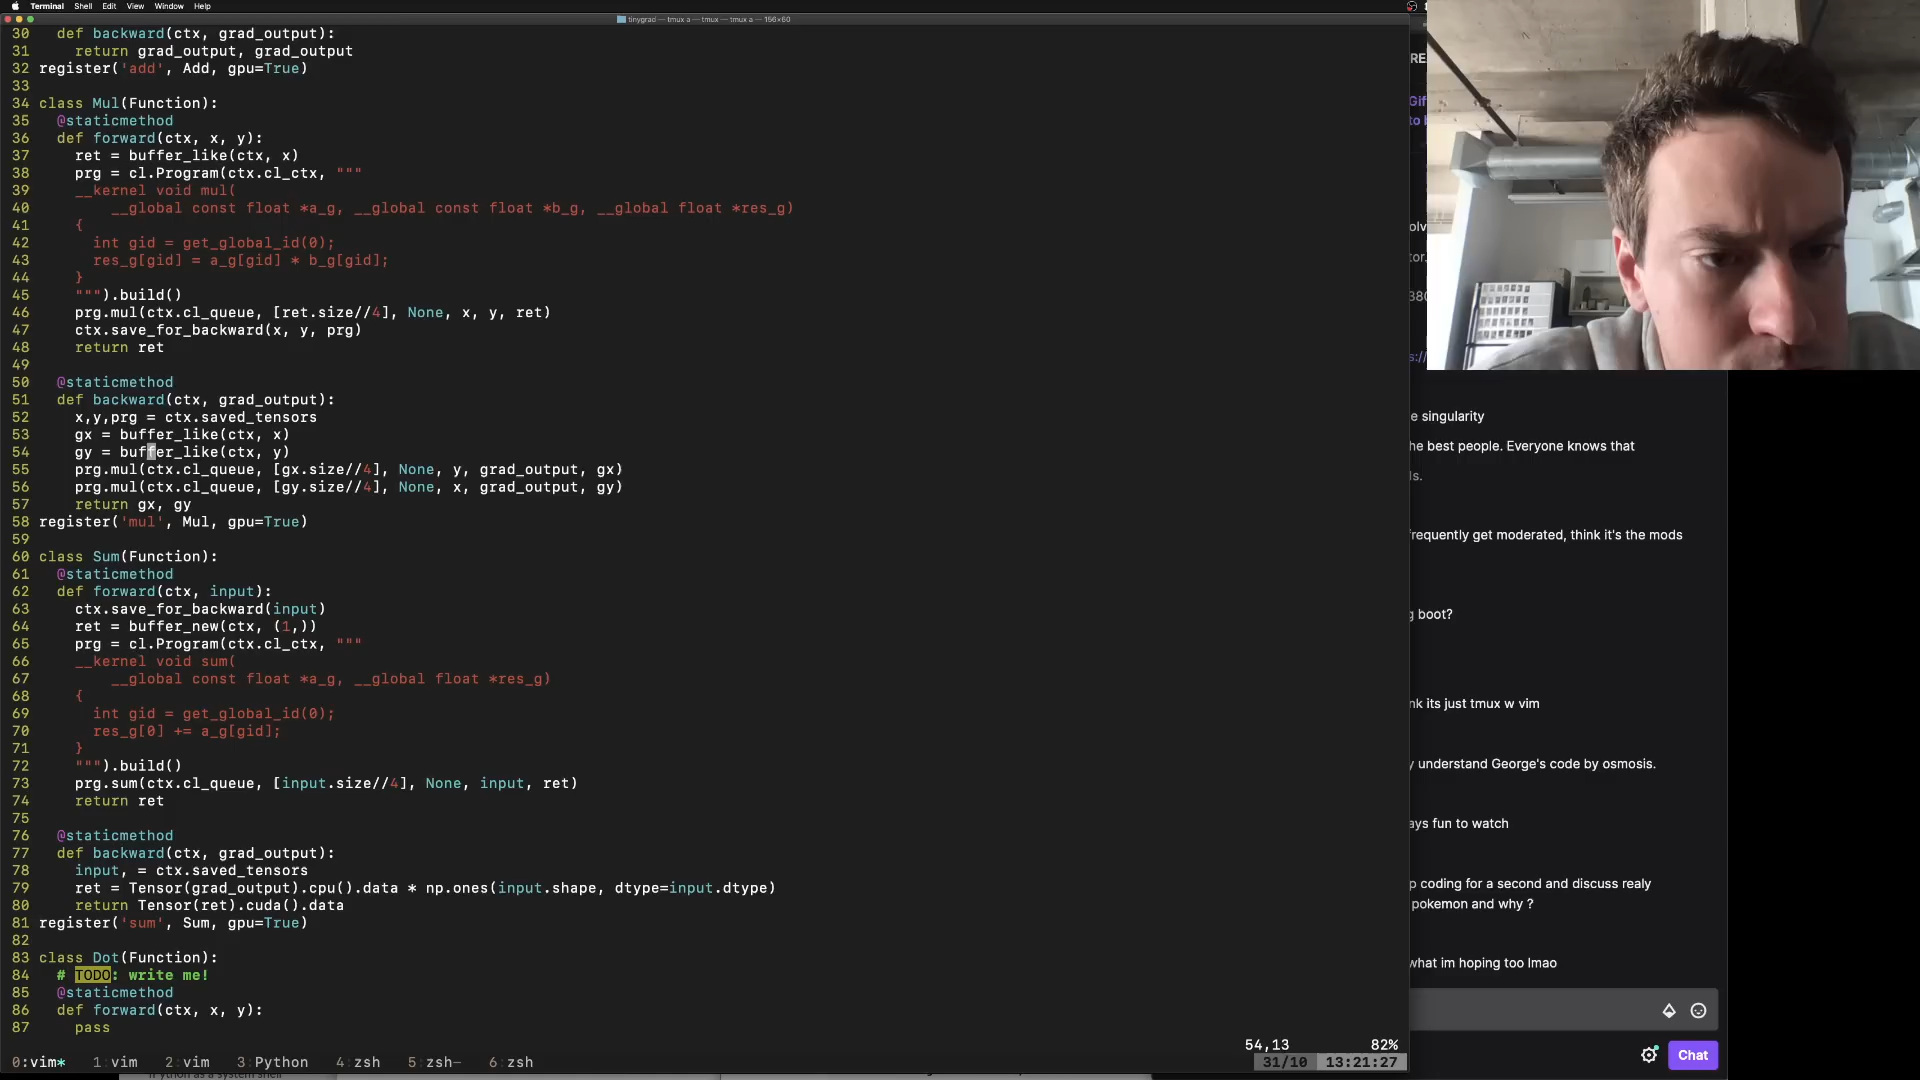 Terminal Shell Edit View Window Help
tinygrad — tmux a — tmux — tmux a — 156×60
30 def backward(ctx, grad_output):
31 return grad_output, grad_output
32 register('add', Add, gpu=True)
33
34 class Mul(Function):
35 @staticmethod
36 def forward(ctx, x, y):
37 ret = buffer_like(ctx, x)
38 prg = cl.Program(ctx.cl_ctx, """
39 __kernel void mul(
40 __global const float *a_g, __global const float *b_g, __global float *res_g)
41 {
42 int gid = get_global_id(0);
43 res_g[gid] = a_g[gid] * b_g[gid];
44 }
45 """).build()
46 prg.mul(ctx.cl_queue, [ret.size//4], None, x, y, ret)
47 ctx.save_for_backward(x, y, prg)
48 return ret
49
50 @staticmethod
51 def backward(ctx, grad_output):
52 x,y,prg = ctx.saved_tensors
53 gx = buffer_like(ctx, x)
54 gy = buffer_like(ctx, y)
55 prg.mul(ctx.cl_queue, [gx.size//4], None, y, grad_output, gx)
56 prg.mul(ctx.cl_queue, [gy.size//4], None, x, grad_output, gy)
57 return gx, gy
58 register('mul', Mul, gpu=True)
59
60 class Sum(Function):
61 @staticmethod
62 def forward(ctx, input):
63 ctx.save_for_backward(input)
64 ret = buffer_new(ctx, (1,))
65 prg = cl.Program(ctx.cl_ctx, """
66 __kernel void sum(
67 __global const float *a_g, __global float *res_g)
68 {
69 int gid = get_global_id(0);
70 res_g[0] += a_g[gid];
71 }
72 """).build()
73 prg.sum(ctx.cl_queue, [input.size//4], None, input, ret)
74 return ret
75
76 @staticmethod
77 def backward(ctx, grad_output):
78 input, = ctx.saved_tensors
79 ret = Tensor(grad_output).cpu().data * np.ones(input.shape, dtype=input.dtype)
80 return Tensor(ret).cuda().data
81 register('sum', Sum, gpu=True)
82
83 class Dot(Function):
84 # TODO: write me!
85 @staticmethod
86 def forward(ctx, x, y):
87 pass
54,13 82%
0:vim* 1:vim 2:vim 3:Python 4:zsh 5:zsh- 6:zsh
31/10 13:21:27
RE
Gif
to b
olv
tor.
380
s://
e singularity
he best people. Everyone knows that
ls.
requently get moderated, think it's the mods
g boot?
nk its just tmux w vim
y understand George's code by osmosis.
ays fun to watch
p coding for a second and discuss realy
pokemon and why ?
what im hoping too lmao
Chat